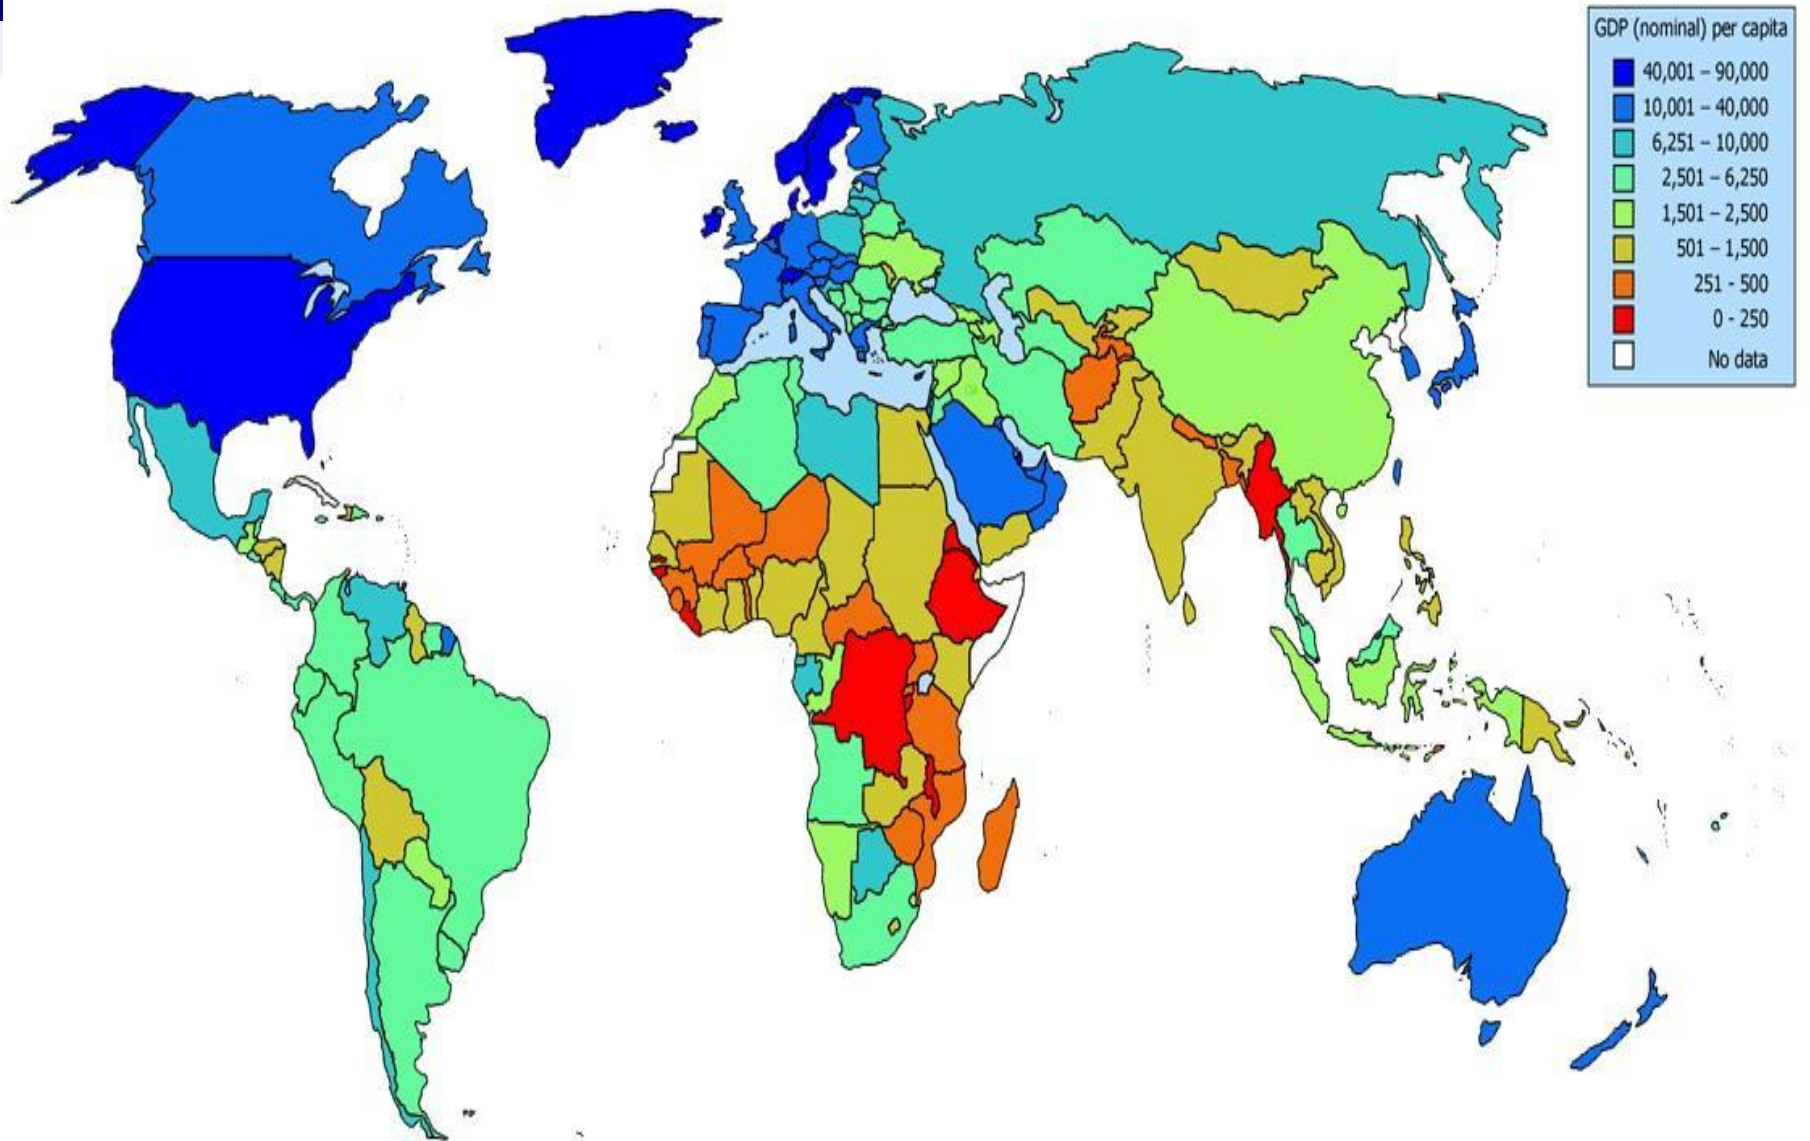 GDP (nominal) per capita
40,001 – 90,000
10,001 – 40,000
6,251 – 10,000
2,501 – 6,250
1,501 – 2,500
501 – 1,500
251 - 500
0 - 250
No data